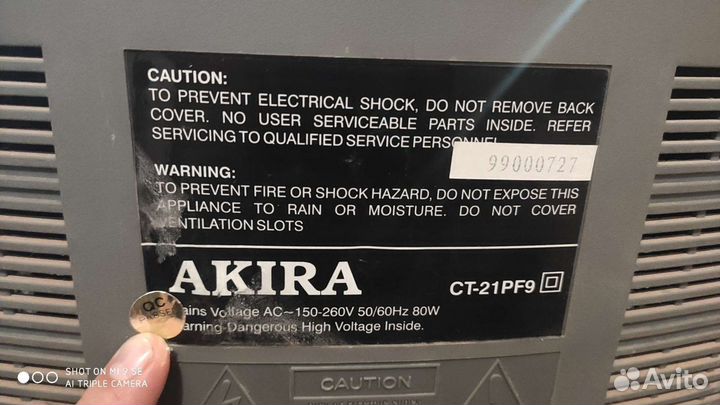 CAUTION:
TO PREVENT ELECTRICAL SHOCK, DO NOT REMOVE BACK
COVER. NO USER SERVICEABLE PARTS INSIDE. REFER
SERVICING TO QUALIFIED SERVICE PERSONNEL
99000727
WARNING:
TO PREVENT FIRE OR SHOCK HAZARD, DO NOT EXPOSE THIS
APPLIANCE TO RAIN OR MOISTURE. DO NOT COVER
VENTILATION SLOTS
AKIRA CT-21PF9
ains Voltage AC~150-260V 50/60Hz 80W
arning-Dangerous High Voltage Inside.
QC
CAUTION
SHOT ON MI 9 SE
AI TRIPLE CAMERA
Avito